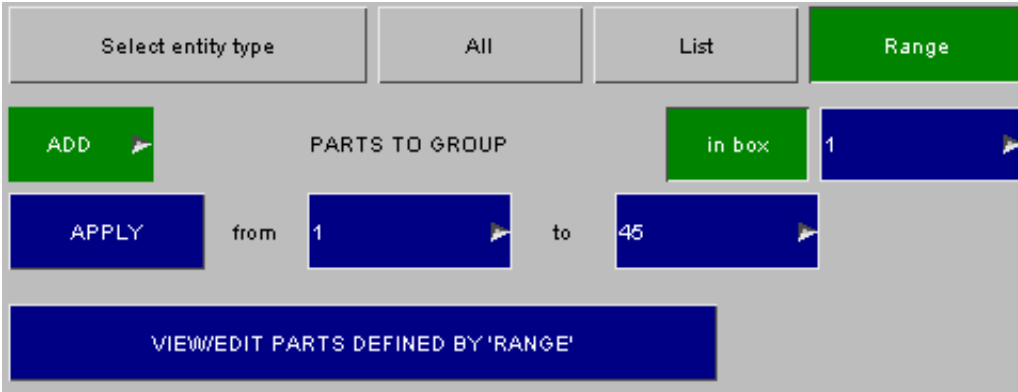 Select entity type All List Range
ADD PARTS TO GROUP in box 1
APPLY from 1 to 45
VIEW/EDIT PARTS DEFINED BY 'RANGE'